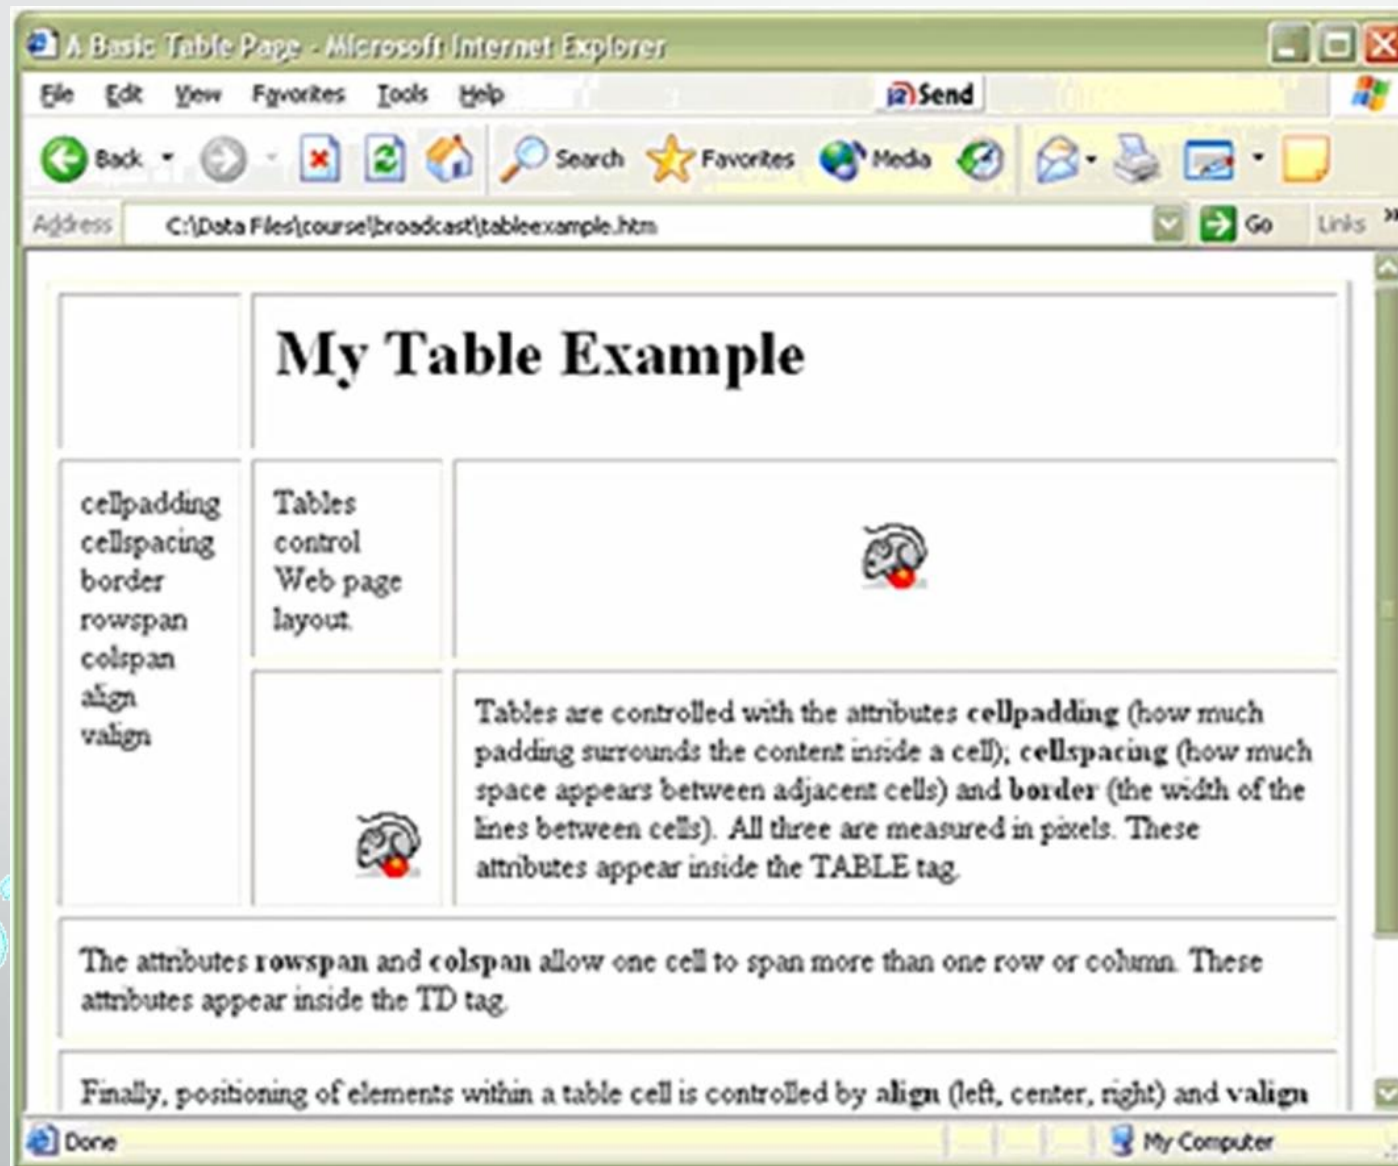 A Basic Table Page - Microsoft Internet Explorer
File Edit View Favorites Tools Help Send
Back Search Favorites Media
Address C:\Data Files\course\broadcast\tableexample.htm Go Links »
My Table Example
cellpadding
cellspacing
border
rowspan
colspan
align
valign
Tables
control
Web page
layout.
Tables are controlled with the attributes cellpadding (how much
padding surrounds the content inside a cell); cellspacing (how much
space appears between adjacent cells) and border (the width of the
lines between cells). All three are measured in pixels. These
attributes appear inside the TABLE tag.
The attributes rowspan and colspan allow one cell to span more than one row or column. These
attributes appear inside the TD tag.
Finally, positioning of elements within a table cell is controlled by align (left, center, right) and valign
Done My Computer